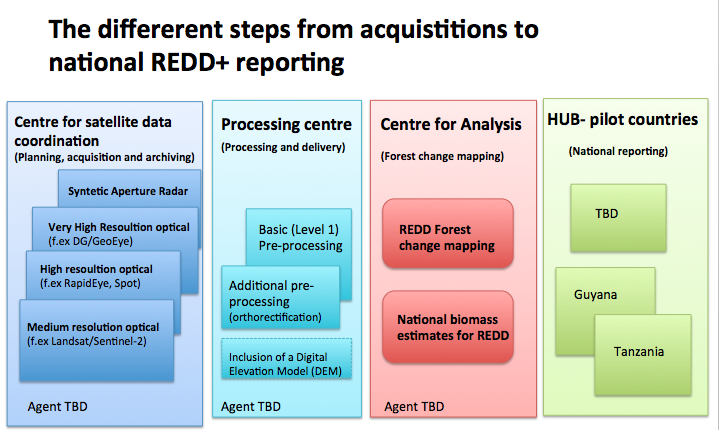 The differerent steps from acquistitions to
national REDD+ reporting
Centre for satellite data
coordination
(Planning, acquisition and archiving)
Syntetic Aperture Radar
Very High Resoultion optical
(f.ex DG/GeoEye)
High resoultion optical
(f.ex RapidEye, Spot)
Medium resolution optical
(f.ex Landsat/Sentinel-2)
Agent TBD
Processing centre
(Processing and delivery)
Basic (Level 1)
Pre-processing
Additional pre-
processing
(orthorectification)
Inclusion of a Digital
Elevation Model (DEM)
Agent TBD
Centre for Analysis
(Forest change mapping)
REDD Forest
change mapping
National biomass
estimates for REDD
Agent TBD
HUB- pilot countries
(National reporting)
TBD
Guyana
Tanzania